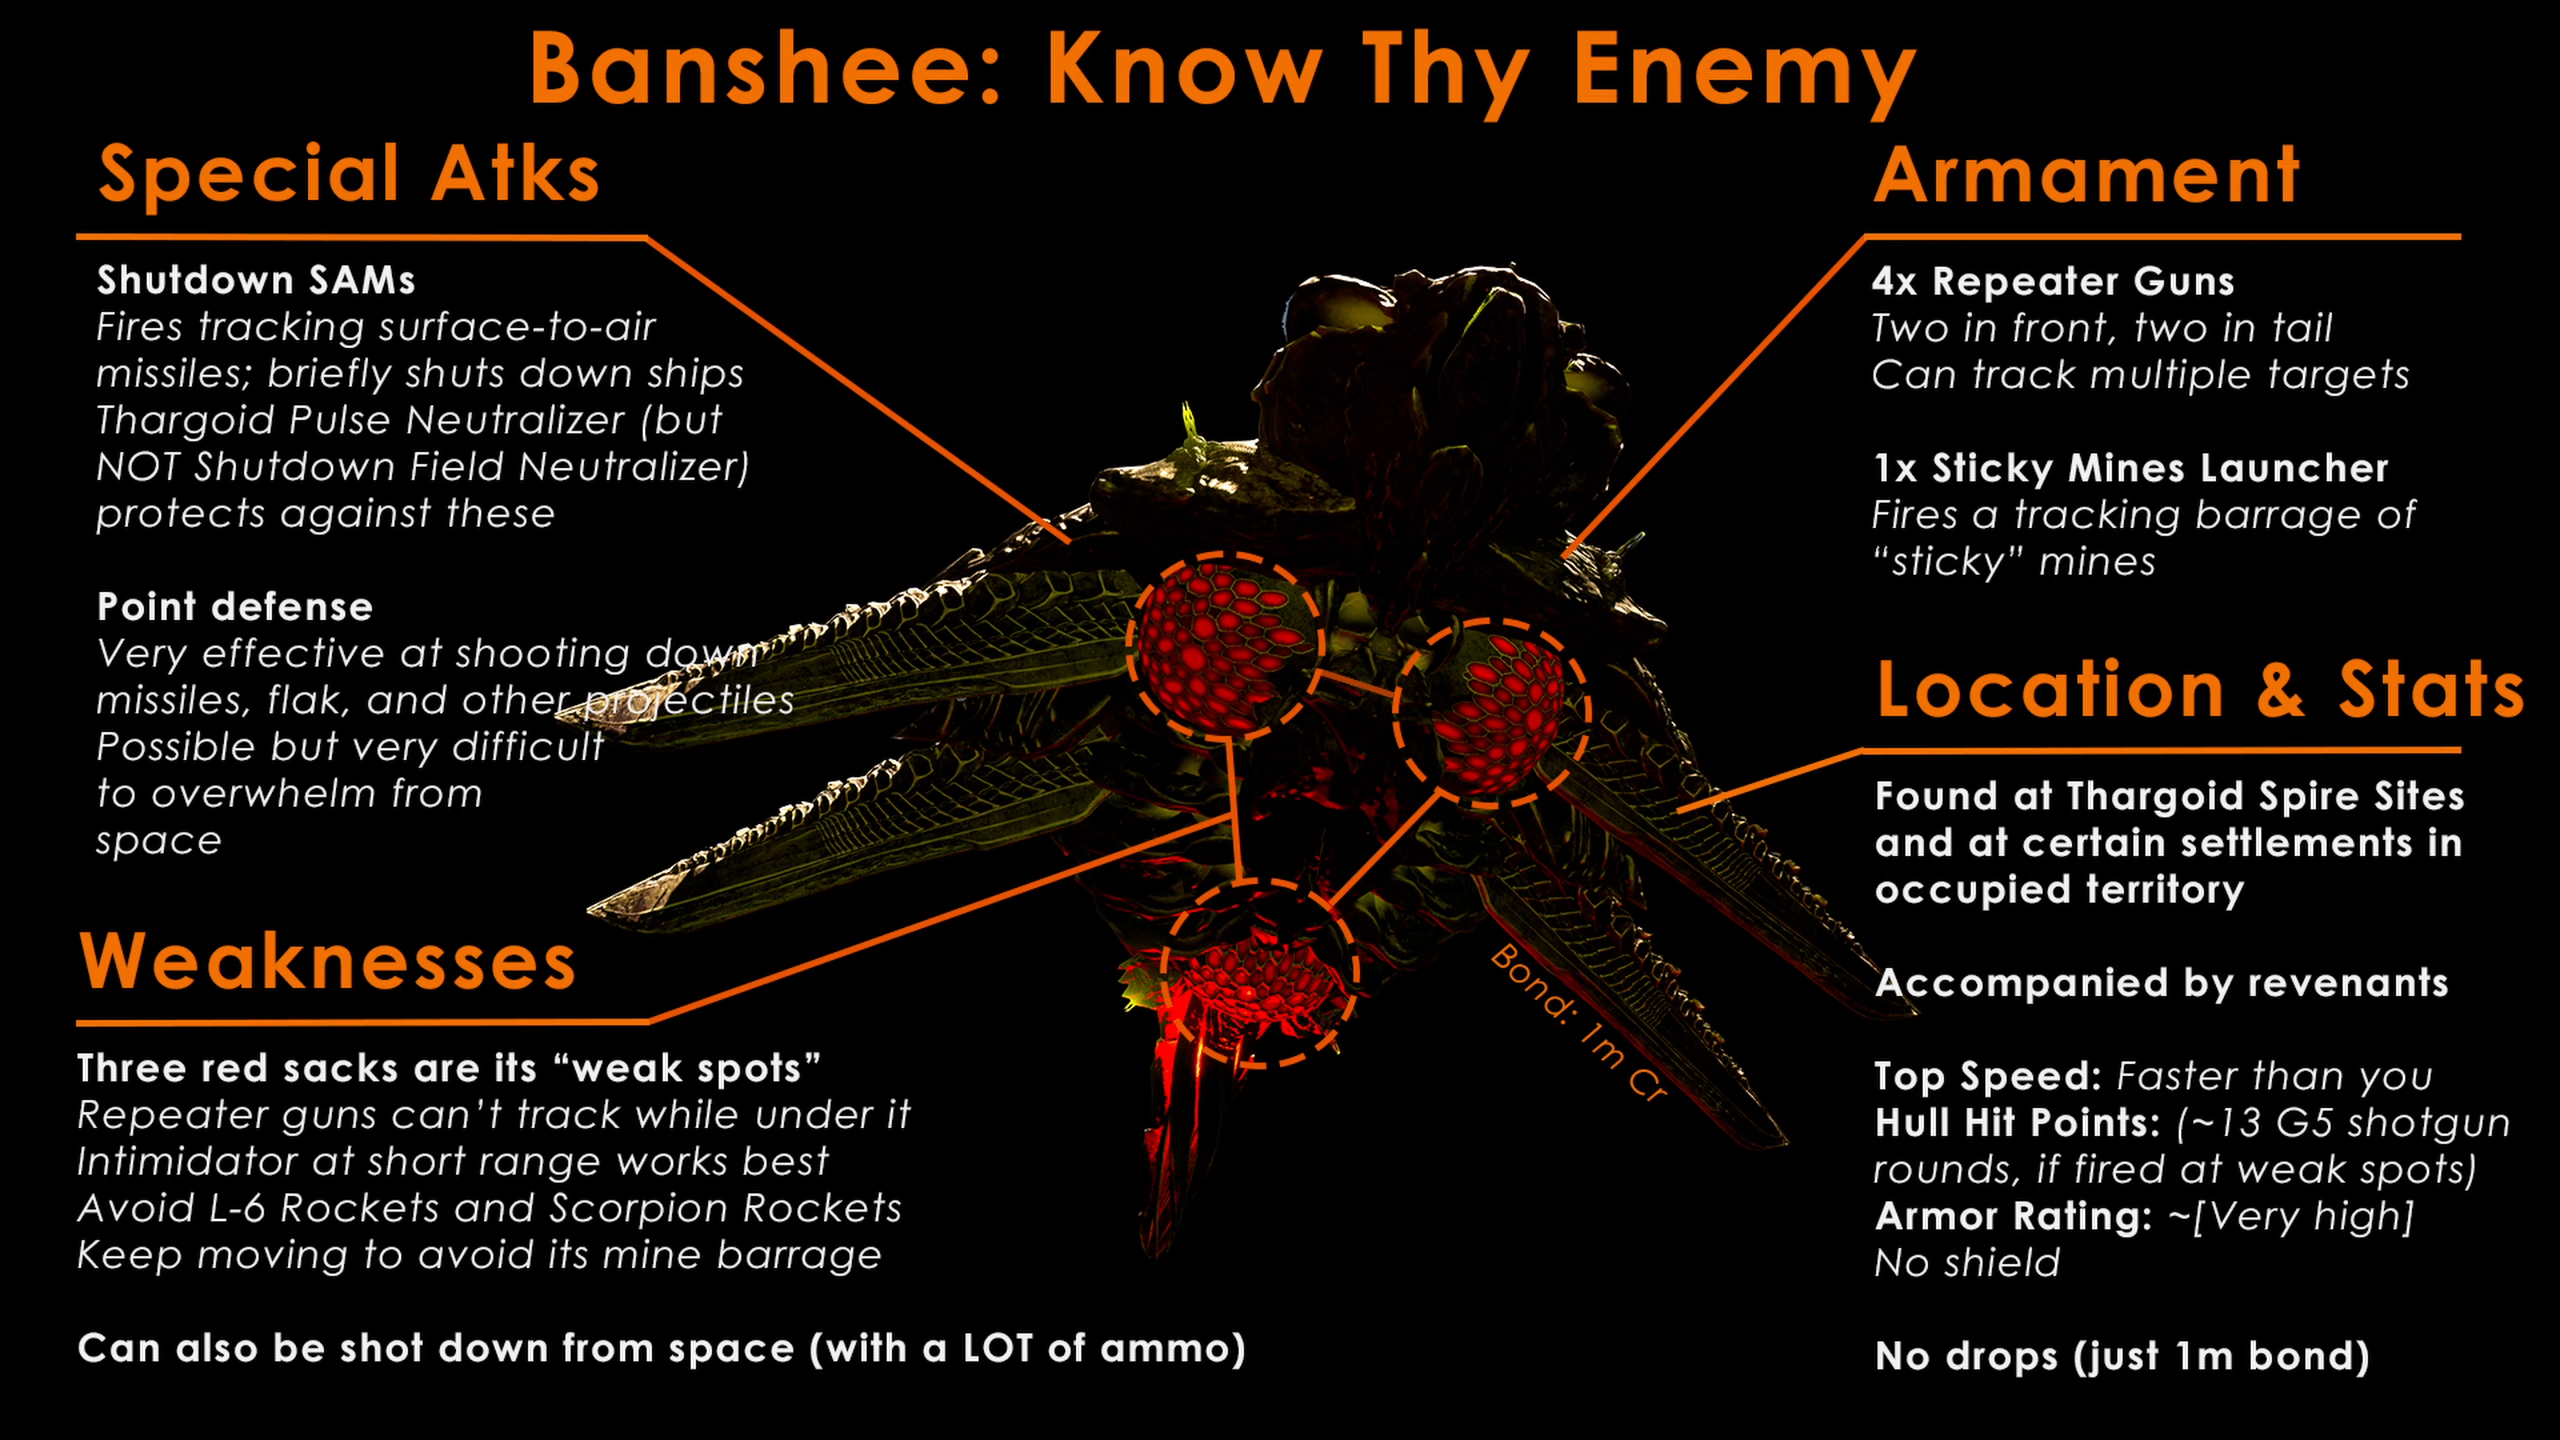 Banshee: Know Thy Enemy
Special Atks
Shutdown SAMs
Fires tracking surface-to-air
missiles; briefly shuts down ships
Thargoid Pulse Neutralizer (but
NOT Shutdown Field Neutralizer)
protects against these
Point defense
Very effective at shooting down
missiles, flak, and other projectiles
Possible but very difficult
to overwhelm from
space
Weaknesses
Three red sacks are its “weak spots”
Repeater guns can’t track while under it
Intimidator at short range works best
Avoid L-6 Rockets and Scorpion Rockets
Keep moving to avoid its mine barrage
Can also be shot down from space (with a LOT of ammo)
Bond: 1m Cr
Armament
4x Repeater Guns
Two in front, two in tail
Can track multiple targets
1x Sticky Mines Launcher
Fires a tracking barrage of
“sticky” mines
Location & Stats
Found at Thargoid Spire Sites
and at certain settlements in
occupied territory
Accompanied by revenants
Top Speed: Faster than you
Hull Hit Points: (~13 G5 shotgun
rounds, if fired at weak spots)
Armor Rating: ~[Very high]
No shield
No drops (just 1m bond)